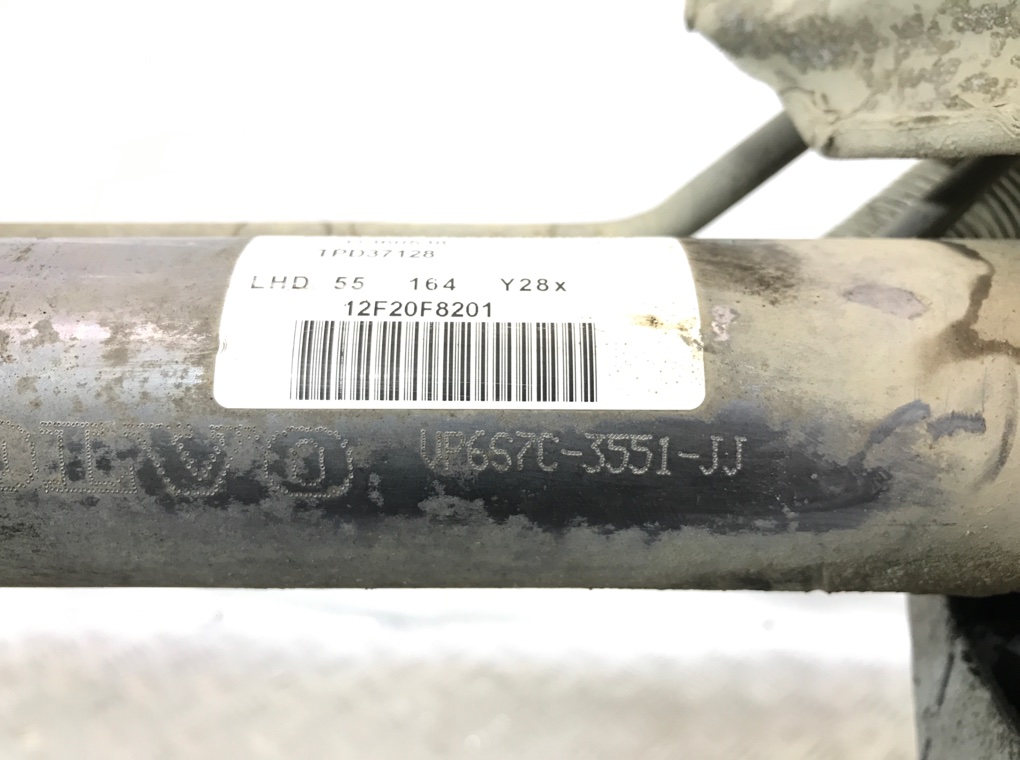 TPD37128
LHD 55 164 Y28x
12F20F8201
VP6S7C-3551-JJ